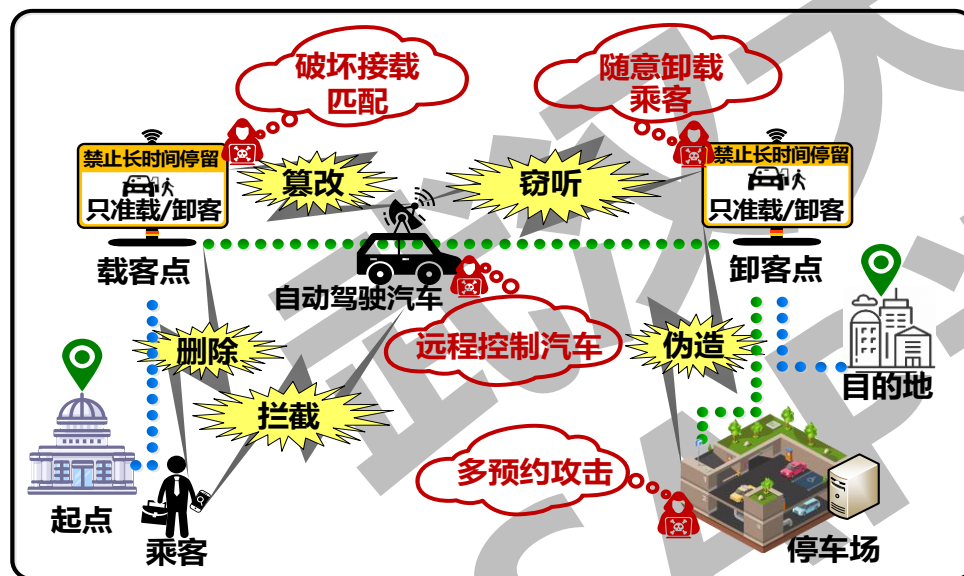 破坏接载
匹配
随意卸载
乘客
禁止长时间停留
只准载/卸客
载客点
篡改
窃听
禁止长时间停留
只准载/卸客
卸客点
自动驾驶汽车
删除
远程控制汽车
伪造
目的地
拦截
多预约攻击
起点
乘客
停车场